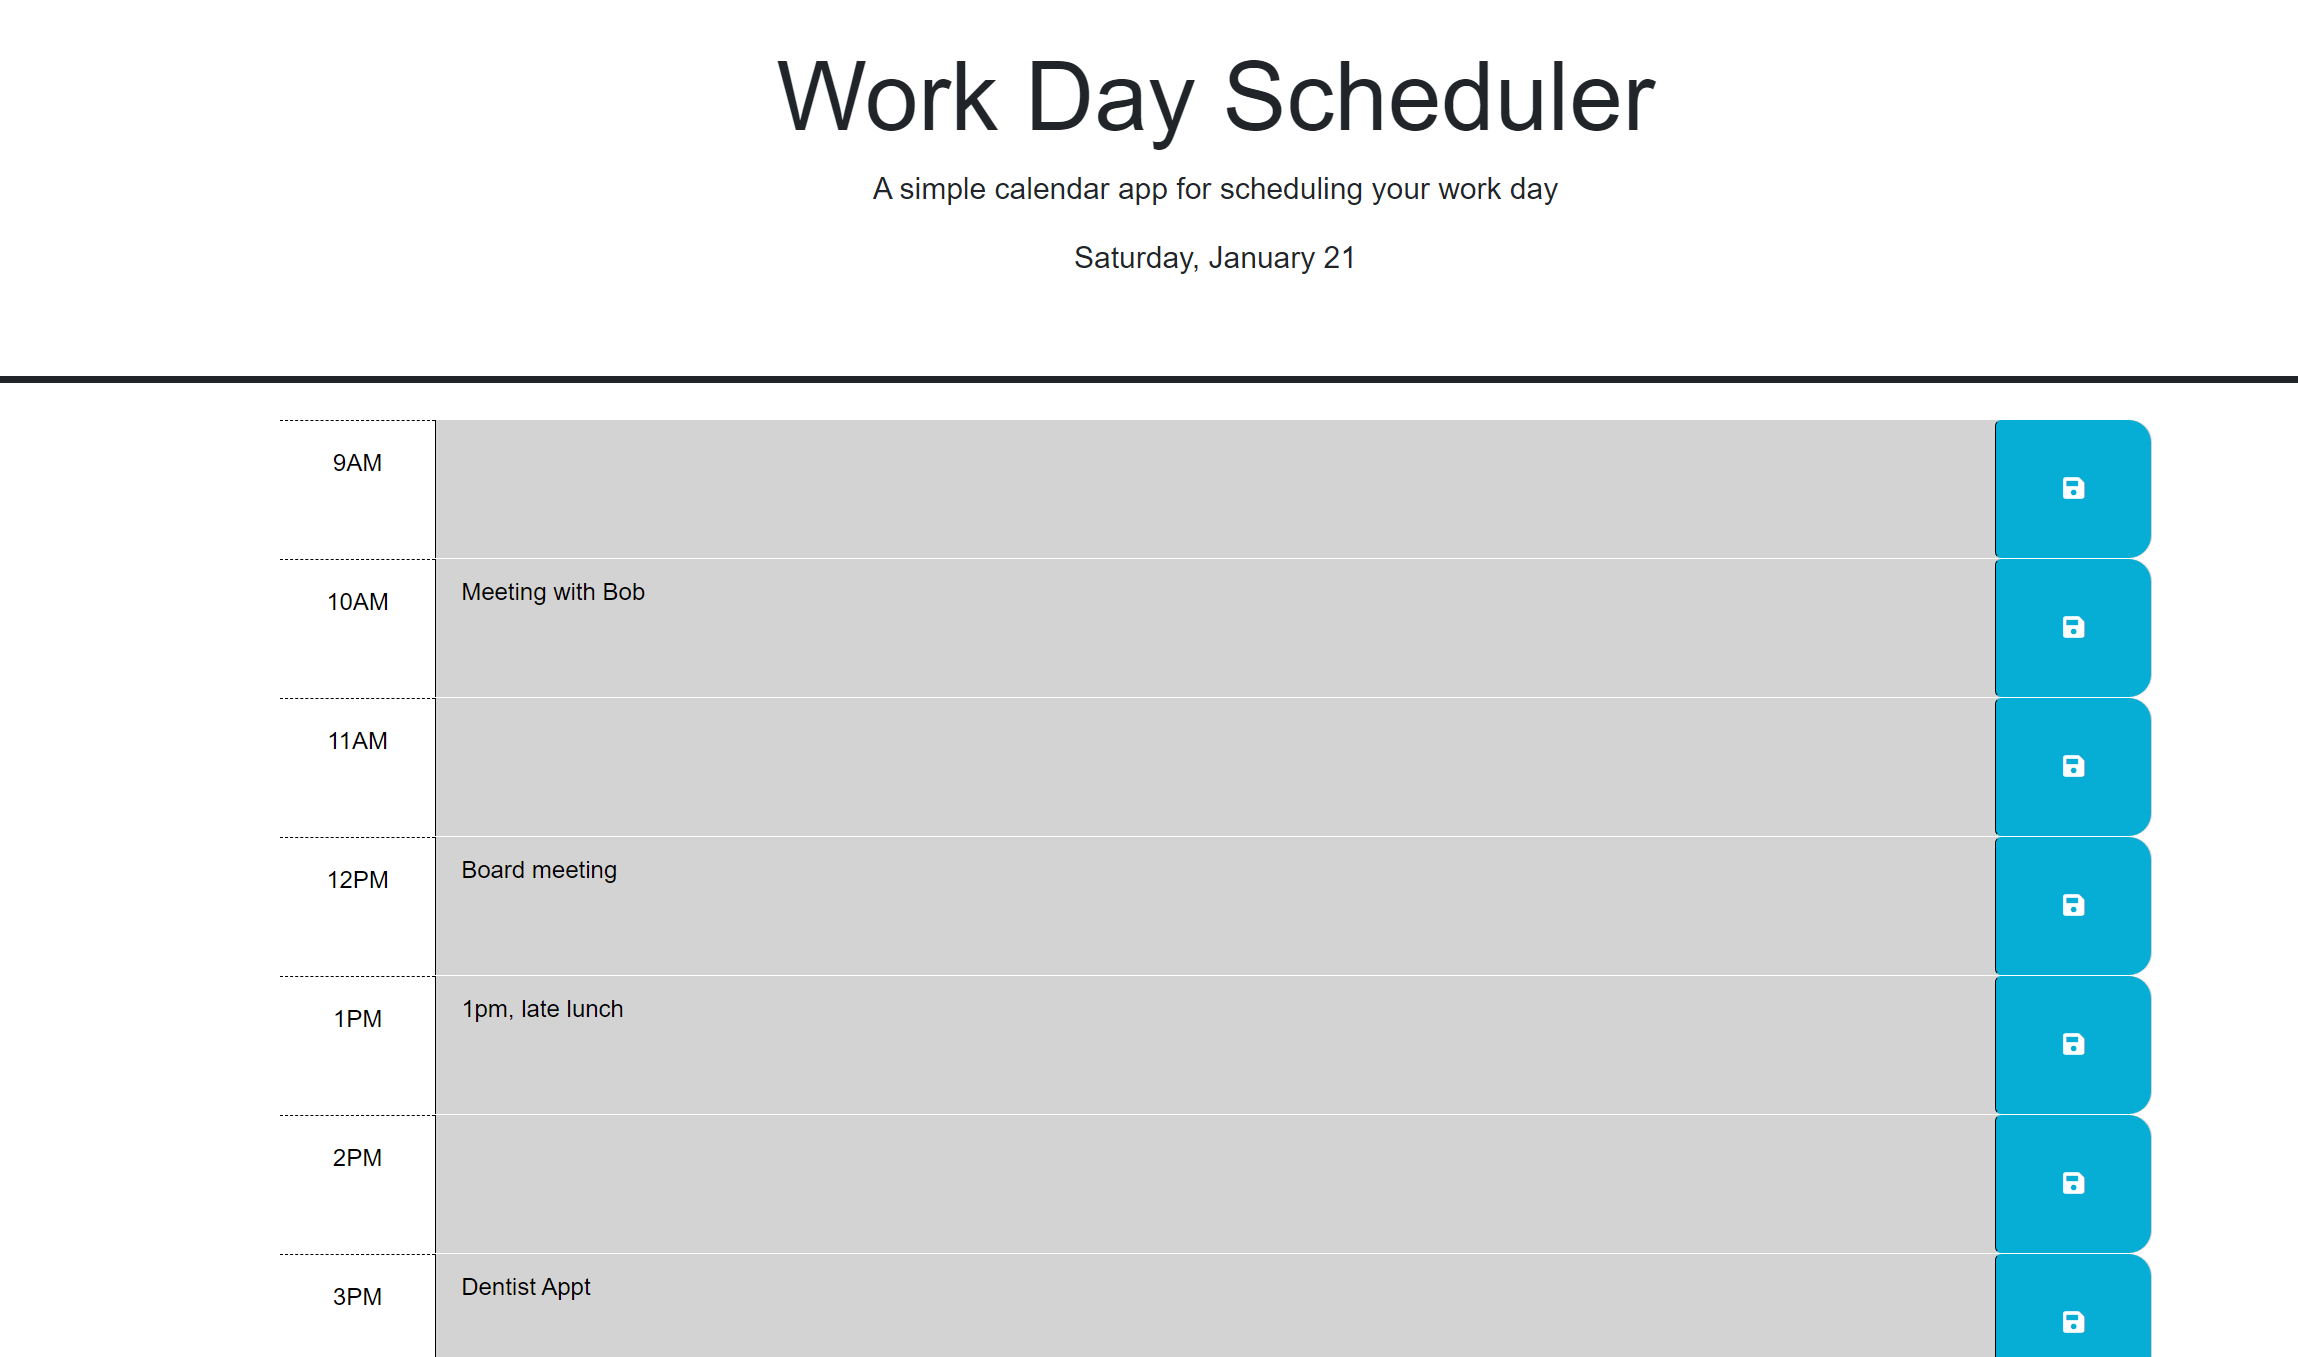 Work Day Scheduler
A simple calendar app for scheduling your work day
Saturday, January 21
9AM
10AM
Meeting with Bob
11AM
12PM
Board meeting
1PM
1pm, late lunch
2PM
3PM
Dentist Appt